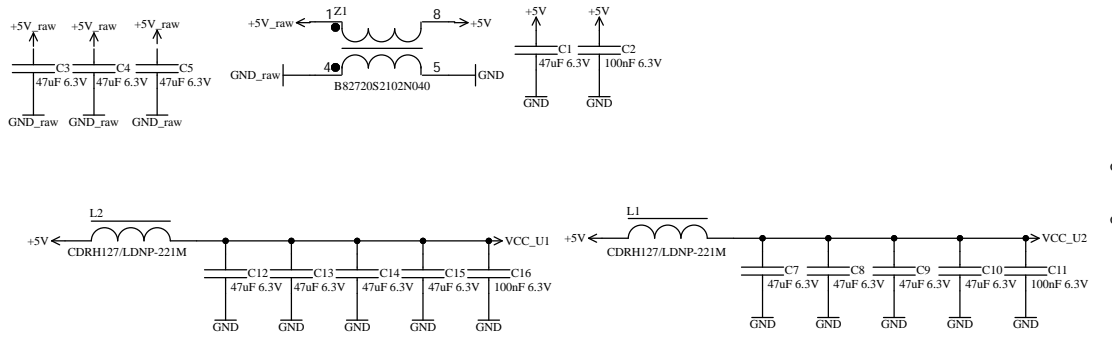 +5V_raw +5V_raw +5V_raw
C3 C4 C5
47uF 6.3V 47uF 6.3V 47uF 6.3V
GND_raw GND_raw GND_raw
+5V_raw 1 Z1 8 +5V
GND_raw 4 5 GND
B82720S2102N040
+5V +5V
C1 C2
47uF 6.3V 100nF 6.3V
GND GND
L2
+5V VCC_U1
CDRH127/LDNP-221M
C12 C13 C14 C15 C16
47uF 6.3V 47uF 6.3V 47uF 6.3V 47uF 6.3V 100nF 6.3V
GND GND GND GND GND
L1
+5V VCC_U2
CDRH127/LDNP-221M
C7 C8 C9 C10 C11
47uF 6.3V 47uF 6.3V 47uF 6.3V 47uF 6.3V 100nF 6.3V
GND GND GND GND GND